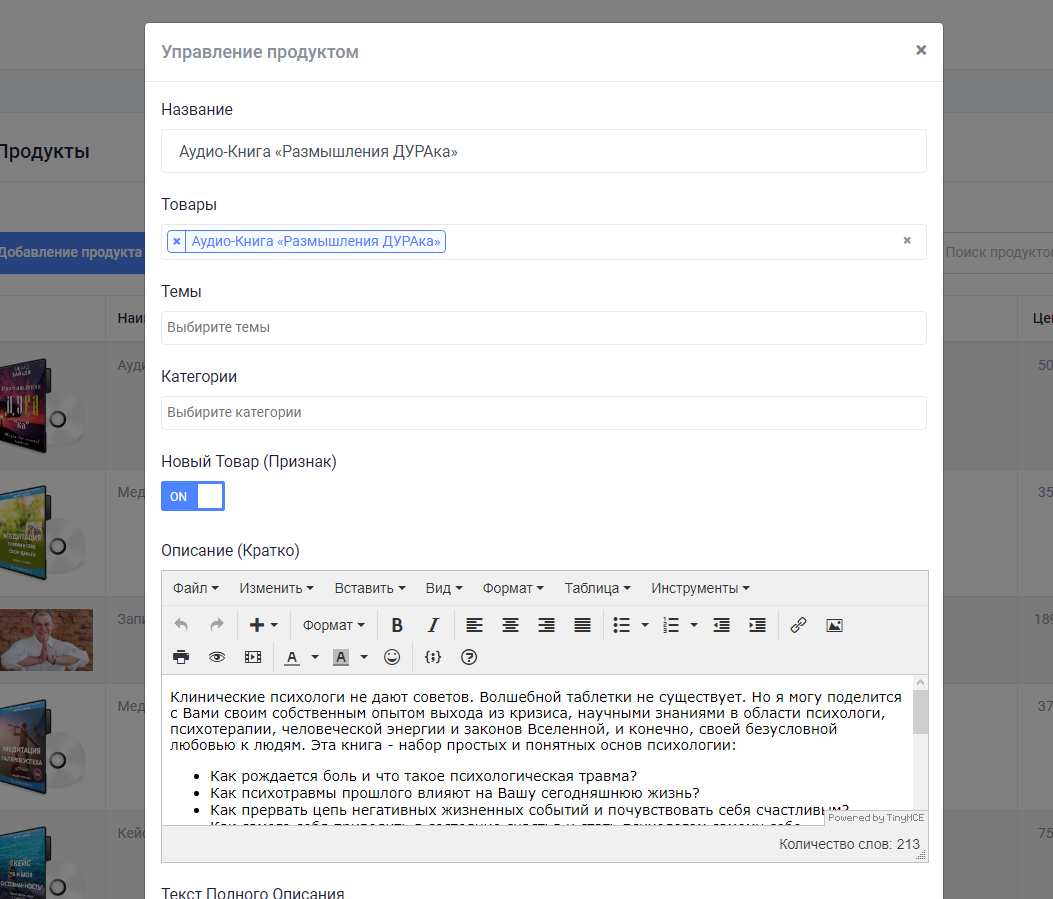 Управление продуктом
×
Название
Продукты
Аудио-Книга «Размышления ДУРАка»
Товары
× Аудио-Книга «Размышления ДУРАка» ×
Добавление продукта
Поиск продуктов
Темы
Выбирите темы
Наи
Це
Ауди
50
Категории
Выбирите категории
Новый Товар (Признак)
ON
Мед
35
МЕДИТАЦИЯ
Описание (Кратко)
Файл Изменить Вставить Вид Формат Таблица Инструменты
Запи
189
Формат B I
A A
Клинические психологи не дают советов. Волшебной таблетки не существует. Но я могу поделится
с Вами своим собственным опытом выхода из кризиса, научными знаниями в области психологи,
психотерапии, человеческой энергии и законов Вселенной, и конечно, своей безусловной
любовью к людям. Эта книга - набор простых и понятных основ психологии:
Мед
37
МЕДИТАЦИЯ
• Как рождается боль и что такое психологическая травма?
• Как психотравмы прошлого влияют на Вашу сегодняшнюю жизнь?
• Как прервать цепь негативных жизненных событий и почувствовать себя счастливым?
Powered by TinyMCE
Кейс
75
Количество слов: 213
КЕЙС
Текст Полного Описания